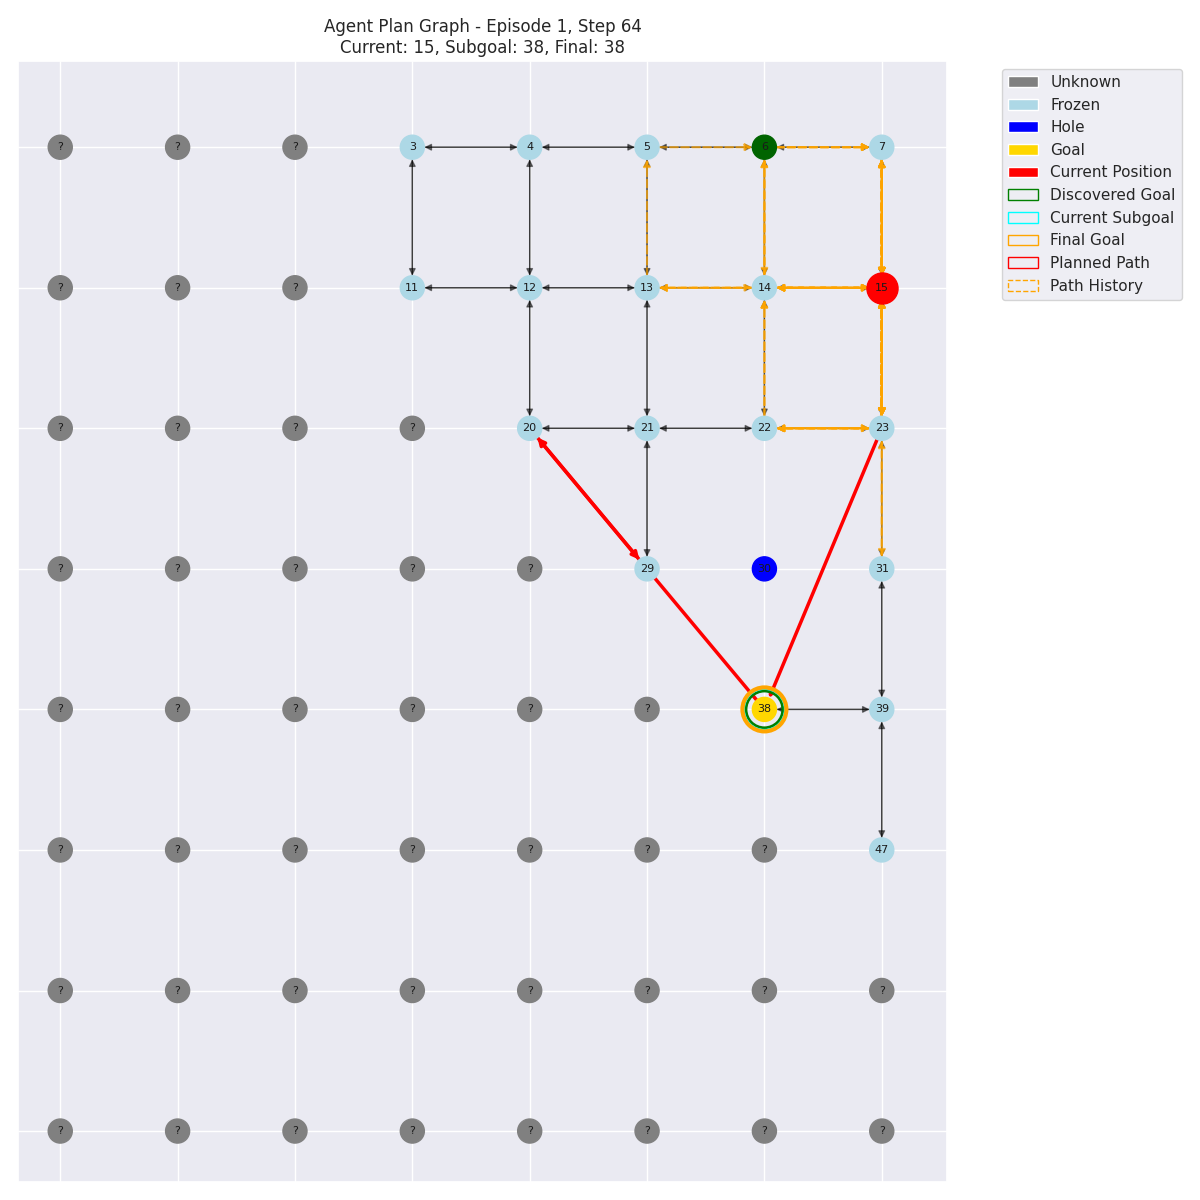 Agent Plan Graph - Episode 1, Step 64
Current: 15, Subgoal: 38, Final: 38
Unknown
Frozen
Hole
Goal
Current Position
Discovered Goal
Current Subgoal
Final Goal
Planned Path
Path History
? ? ? 3 4 5 6 7
? ? ? 11 12 13 14 15
? ? ? ? 20 21 22 23
? ? ? ? ? 29 30 31
? ? ? ? ? ? 38 39
? ? ? ? ? ? ? 47
? ? ? ? ? ? ? ?
? ? ? ? ? ? ? ?